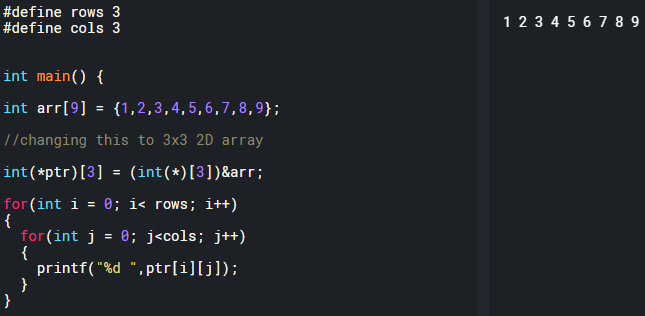 #define rows 3
#define cols 3
int main() {
int arr[9] = {1,2,3,4,5,6,7,8,9};
//changing this to 3x3 2D array
int(*ptr)[3] = (int(*)[3])&arr;
for(int i = 0; i< rows; i++)
{
for(int j = 0; j<cols; j++)
{
printf("%d ",ptr[i][j]);
}
}
1 2 3 4 5 6 7 8 9